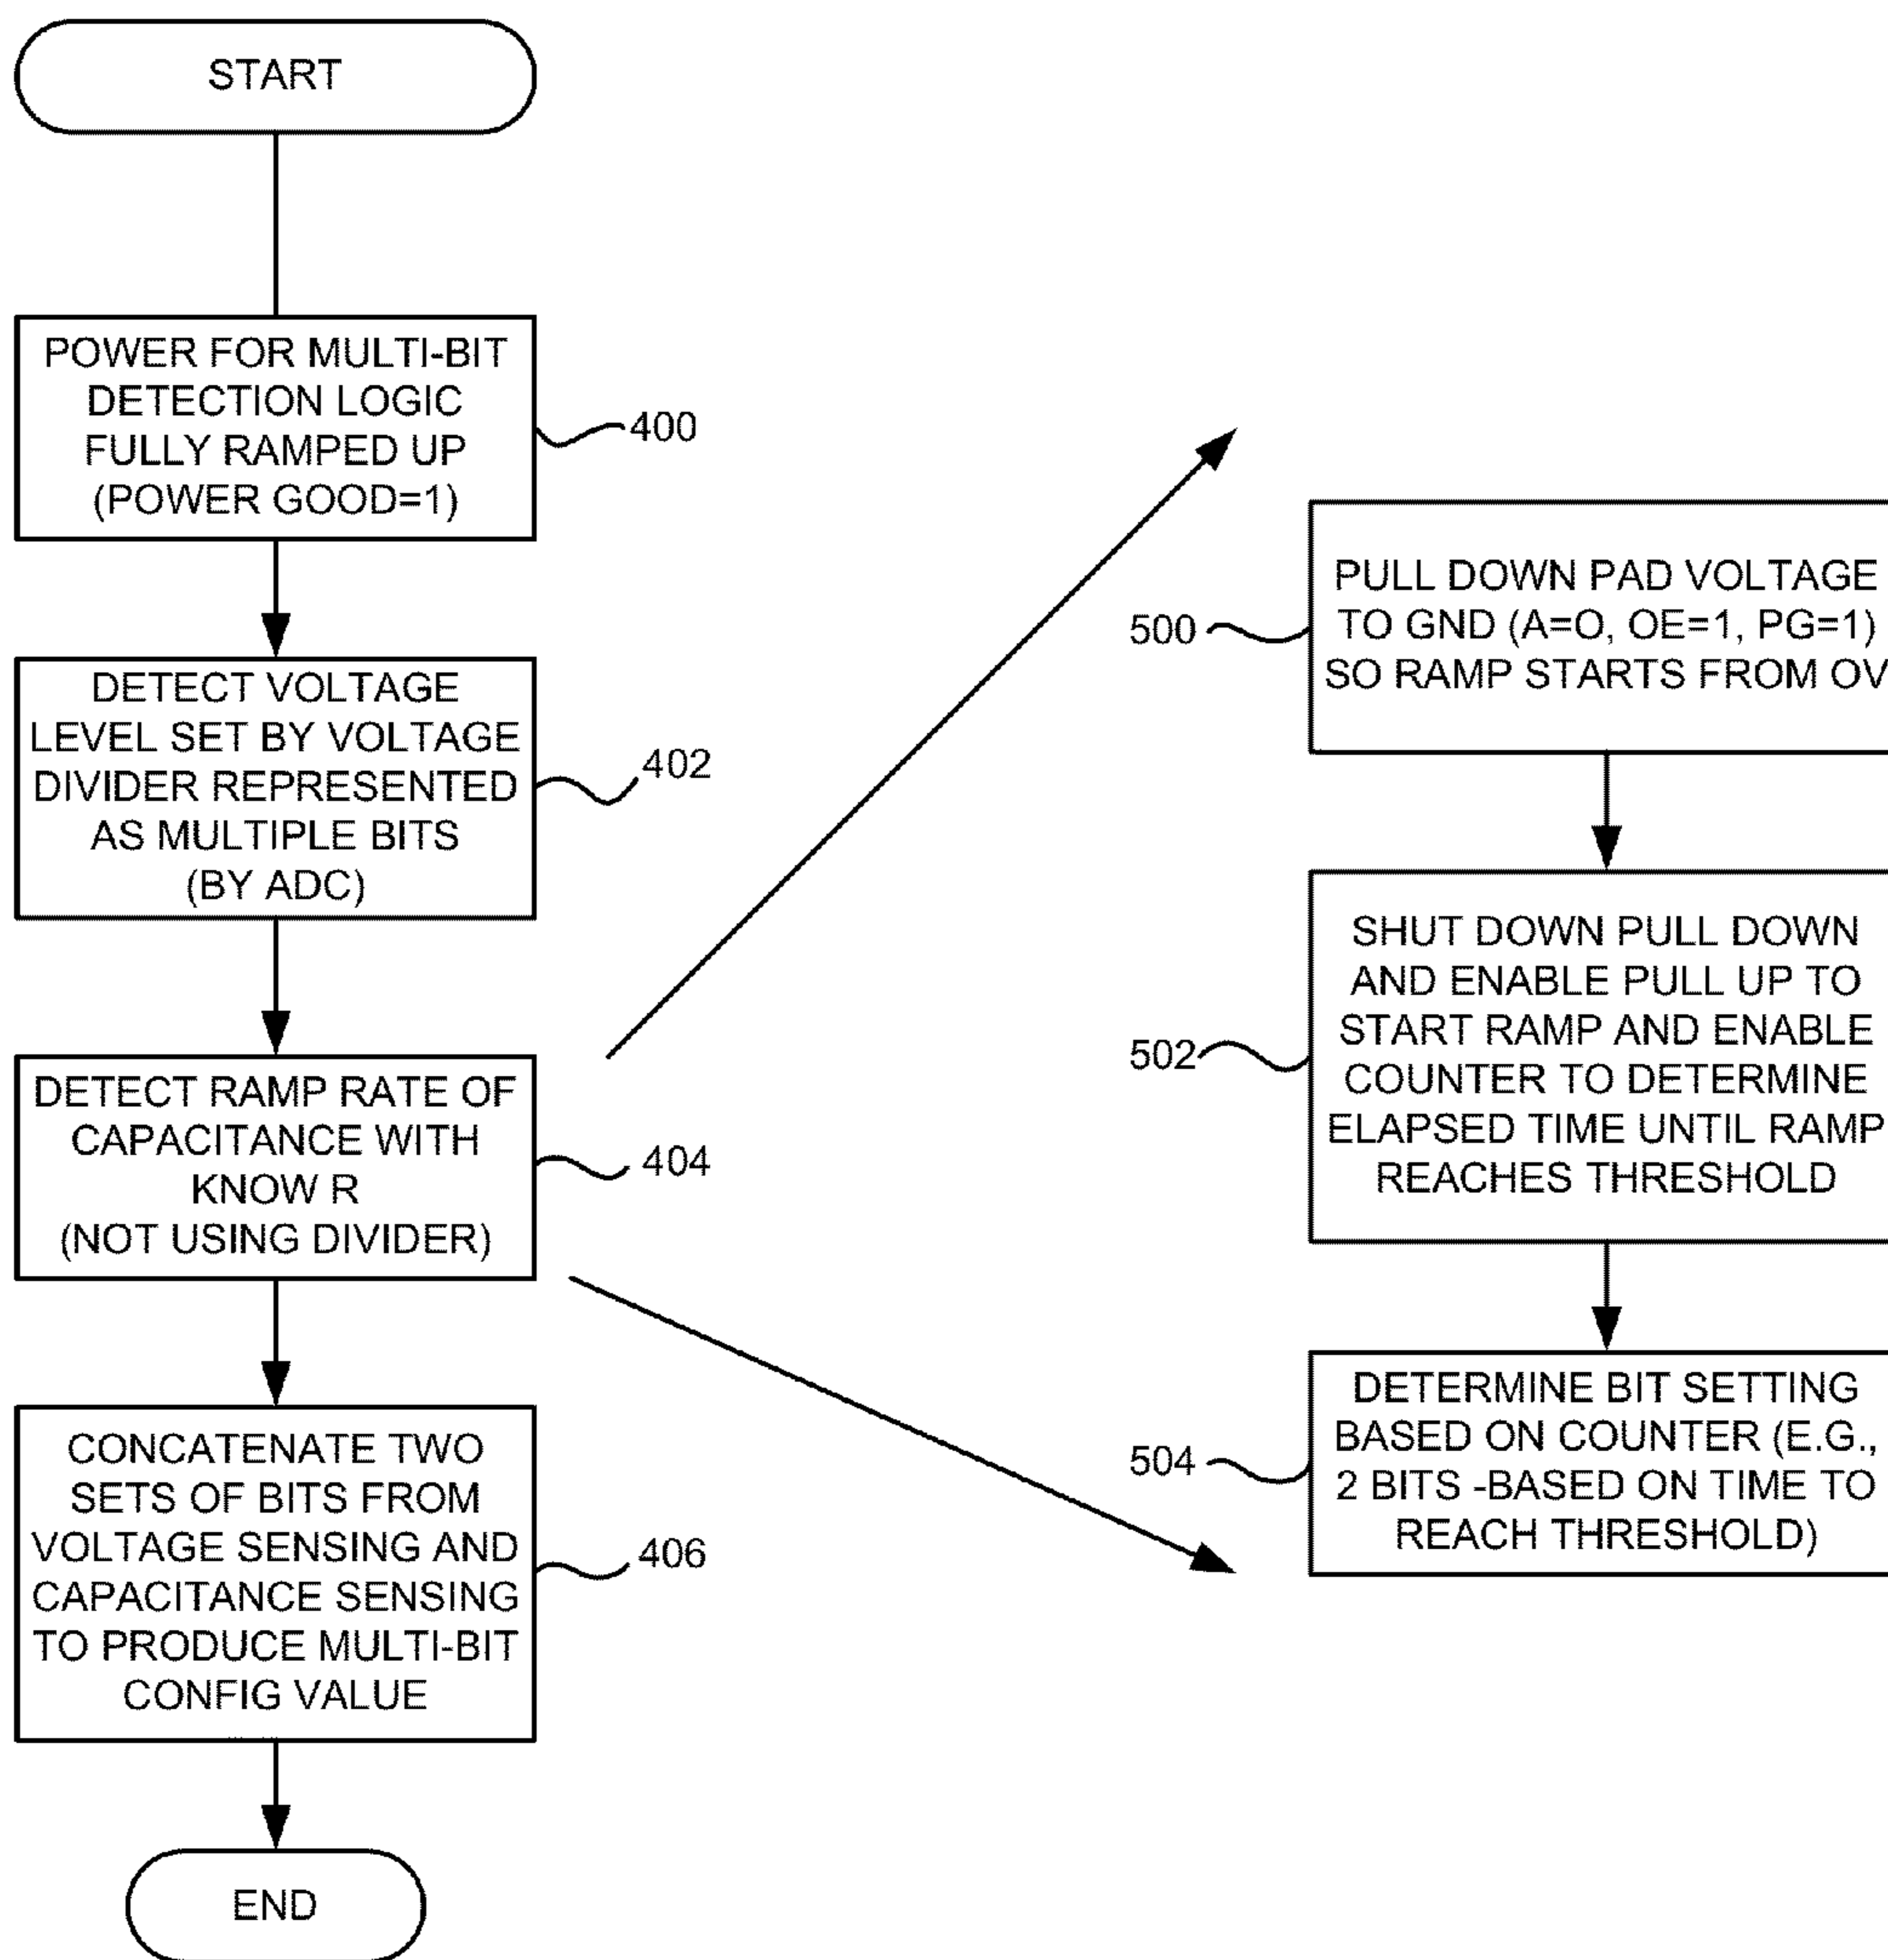 START
POWER FOR MULTI-BIT
DETECTION LOGIC
FULLY RAMPED UP
(POWER GOOD=1)
400
DETECT VOLTAGE
LEVEL SET BY VOLTAGE
DIVIDER REPRESENTED
AS MULTIPLE BITS
(BY ADC)
402
DETECT RAMP RATE OF
CAPACITANCE WITH
KNOW R
(NOT USING DIVIDER)
404
CONCATENATE TWO
SETS OF BITS FROM
VOLTAGE SENSING AND
CAPACITANCE SENSING
TO PRODUCE MULTI-BIT
CONFIG VALUE
406
END
500
PULL DOWN PAD VOLTAGE
TO GND (A=O, OE=1, PG=1)
SO RAMP STARTS FROM OV
502
SHUT DOWN PULL DOWN
AND ENABLE PULL UP TO
START RAMP AND ENABLE
COUNTER TO DETERMINE
ELAPSED TIME UNTIL RAMP
REACHES THRESHOLD
504
DETERMINE BIT SETTING
BASED ON COUNTER (E.G.,
2 BITS -BASED ON TIME TO
REACH THRESHOLD)